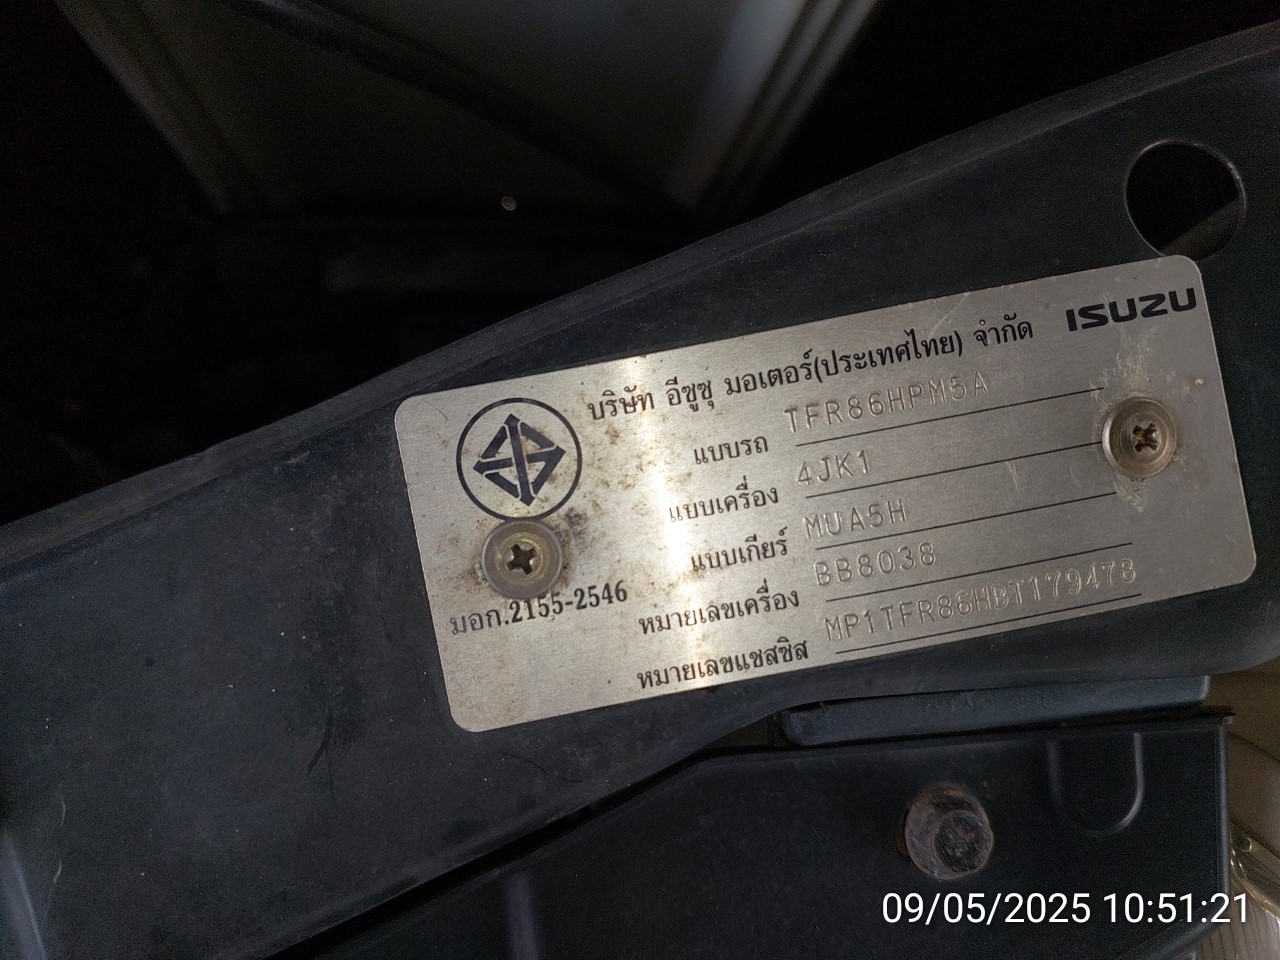 ISUZU
บริษัท อีซูซุ มอเตอร์(ประเทศไทย) จำกัด
แบบรถ TFR86HPM5A
แบบเครื่อง 4JK1
แบบเกียร์ MUA5H
หมายเลขเครื่อง BB8038
หมายเลขแชสซิส MP1TFR86HBT179478
มอก.2155-2546
09/05/2025 10:51:21